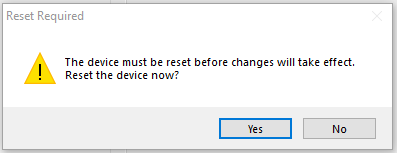 Reset Required
The device must be reset before changes will take effect.
Reset the device now?
Yes
No